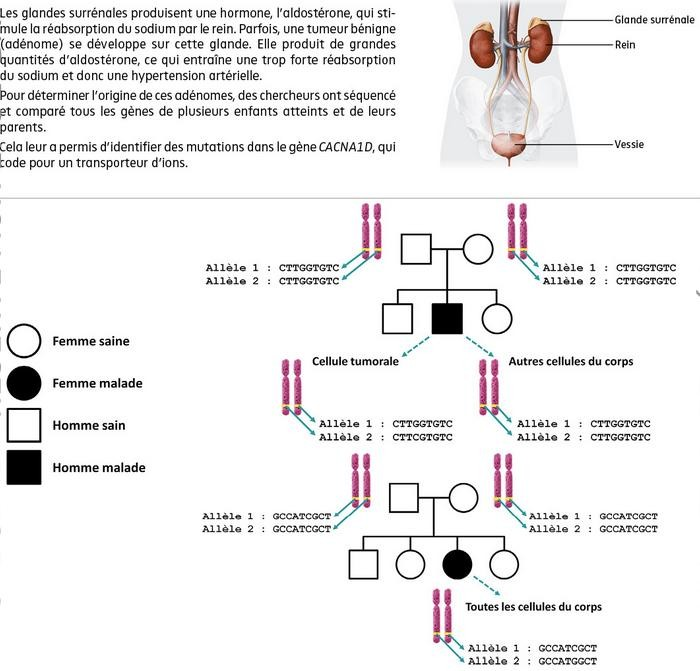 Les glandes surrénales produisent une hormone, l'aldostérone, qui sti-
mule la réabsorption du sodium par le rein. Parfois, une tumeur bénigne
(adénome) se développe sur cette glande. Elle produit de grandes
quantités d'aldostérone, ce qui entraîne une trop forte réabsorption
du sodium et donc une hypertension artérielle.
Pour déterminer l'origine de ces adénomes, des chercheurs ont séquencé
et comparé tous les gènes de plusieurs enfants atteints et de leurs
parents.
Cela leur a permis d'identifier des mutations dans le gène CACNA1D, qui
code pour un transporteur d'ions.
Glande surrénale
Rein
Vessie
Allèle 1 : CTTGGTGTC
Allèle 2 : CTTGGTGTC
Allèle 1 : CTTGGTGTC
Allèle 2 : CTTGGTGTC
Femme saine
Femme malade
Homme sain
Homme malade
Cellule tumorale
Autres cellules du corps
Allèle 1 : CTTGGTGTC
Allèle 2 : CTTCGTGTC
Allèle 1 : CTTGGTGTC
Allèle 2 : CTTGGTGTC
Allèle 1 : GCCATCGCT
Allèle 2 : GCCATCGCT
Allèle 1 : GCCATCGCT
Allèle 2 : GCCATCGCT
Toutes les cellules du corps
Allèle 1 : GCCATCGCT
Allèle 2 : GCCATGGCT